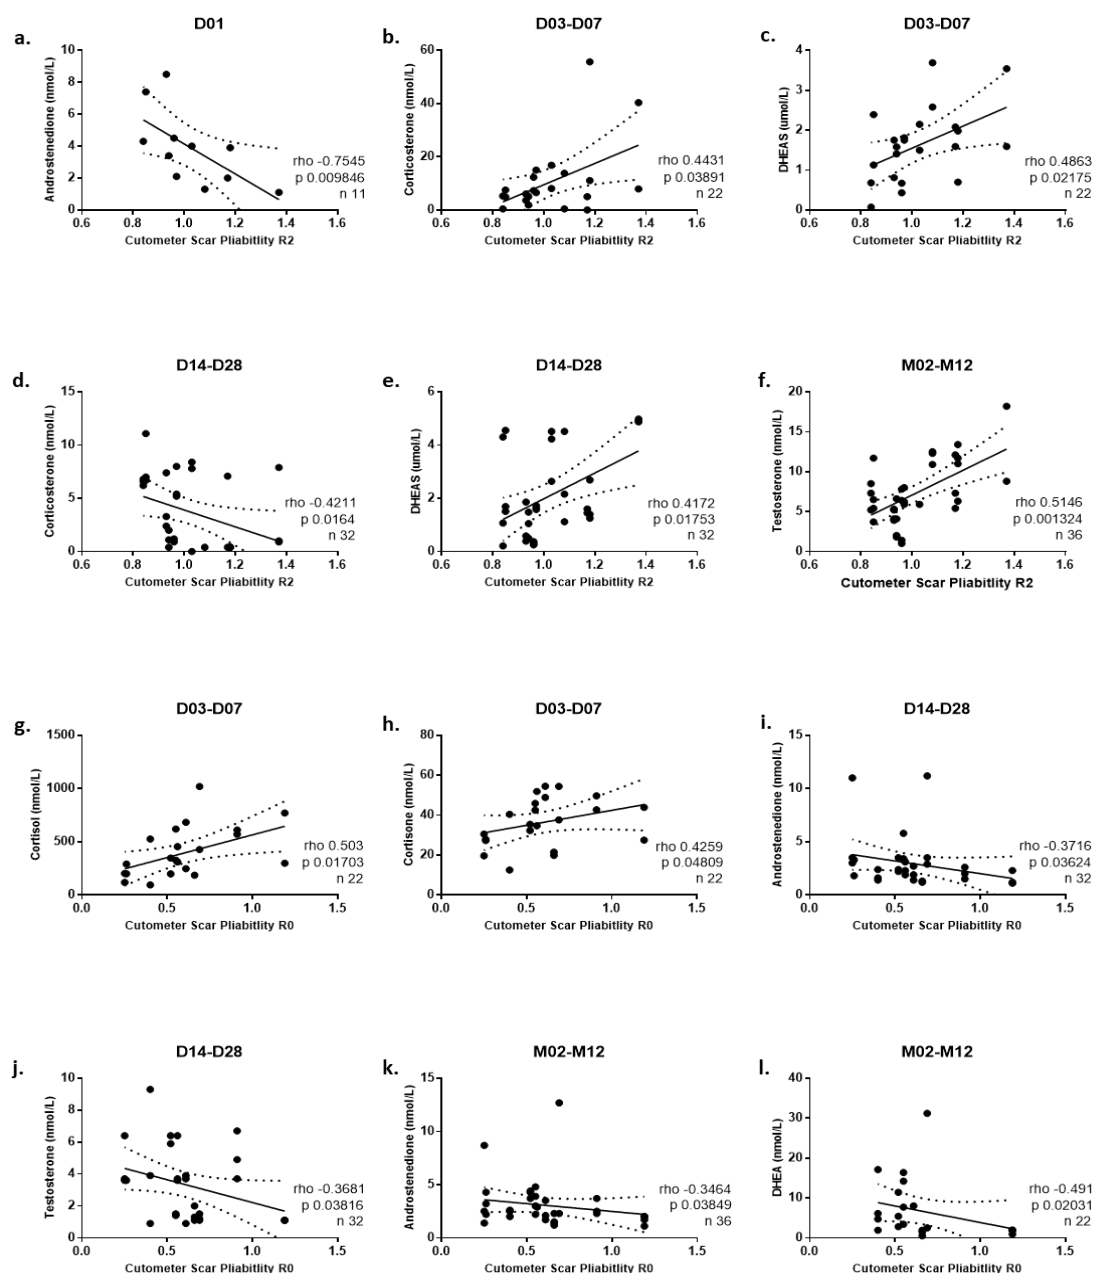 D01
a.
10
8
6
4
2
0
Androstenedione (nmol/L)
rho -0.7545
p 0.009846
n 11
0.6 0.8 1.0 1.2 1.4 1.6
Cutometer Scar Pliabitlity R2
D03-D07
b.
60
40
20
0
Corticosterone (nmol/L)
rho 0.4431
p 0.03891
n 22
0.6 0.8 1.0 1.2 1.4 1.6
Cutometer Scar Pliabitlity R2
D03-D07
c.
4
3
2
1
0
DHEAS (umol/L)
rho 0.4863
p 0.02175
n 22
0.6 0.8 1.0 1.2 1.4 1.6
Cutometer Scar Pliabitlity R2
D14-D28
d.
15
10
5
0
Corticosterone (nmol/L)
rho -0.4211
p 0.0164
n 32
0.6 0.8 1.0 1.2 1.4 1.6
Cutometer Scar Pliabitlity R2
D14-D28
e.
6
4
2
0
DHEAS (umol/L)
rho 0.4172
p 0.01753
n 32
0.6 0.8 1.0 1.2 1.4 1.6
Cutometer Scar Pliabitlity R2
M02-M12
f.
20
15
10
5
0
Testosterone (nmol/L)
rho 0.5146
p 0.001324
n 36
0.6 0.8 1.0 1.2 1.4 1.6
Cutometer Scar Pliabitlity R2
D03-D07
g.
1500
1000
500
0
Cortisol (nmol/L)
rho 0.503
p 0.01703
n 22
0.0 0.5 1.0 1.5
Cutometer Scar Pliabitlity R0
D03-D07
h.
80
60
40
20
0
Cortisone (nmol/L)
rho 0.4259
p 0.04809
n 22
0.0 0.5 1.0 1.5
Cutometer Scar Pliabitlity R0
D14-D28
i.
15
10
5
0
Androstenedione (nmol/L)
rho -0.3716
p 0.03624
n 32
0.0 0.5 1.0 1.5
Cutometer Scar Pliabitlity R0
D14-D28
j.
10
8
6
4
2
0
Testosterone (nmol/L)
rho -0.3681
p 0.03816
n 32
0.0 0.5 1.0 1.5
Cutometer Scar Pliabitlity R0
M02-M12
k.
15
10
5
0
Androstenedione (nmol/L)
rho -0.3464
p 0.03849
n 36
0.0 0.5 1.0 1.5
Cutometer Scar Pliabitlity R0
M02-M12
l.
40
30
20
10
0
DHEA (nmol/L)
rho -0.491
p 0.02031
n 22
0.0 0.5 1.0 1.5
Cutometer Scar Pliabitlity R0